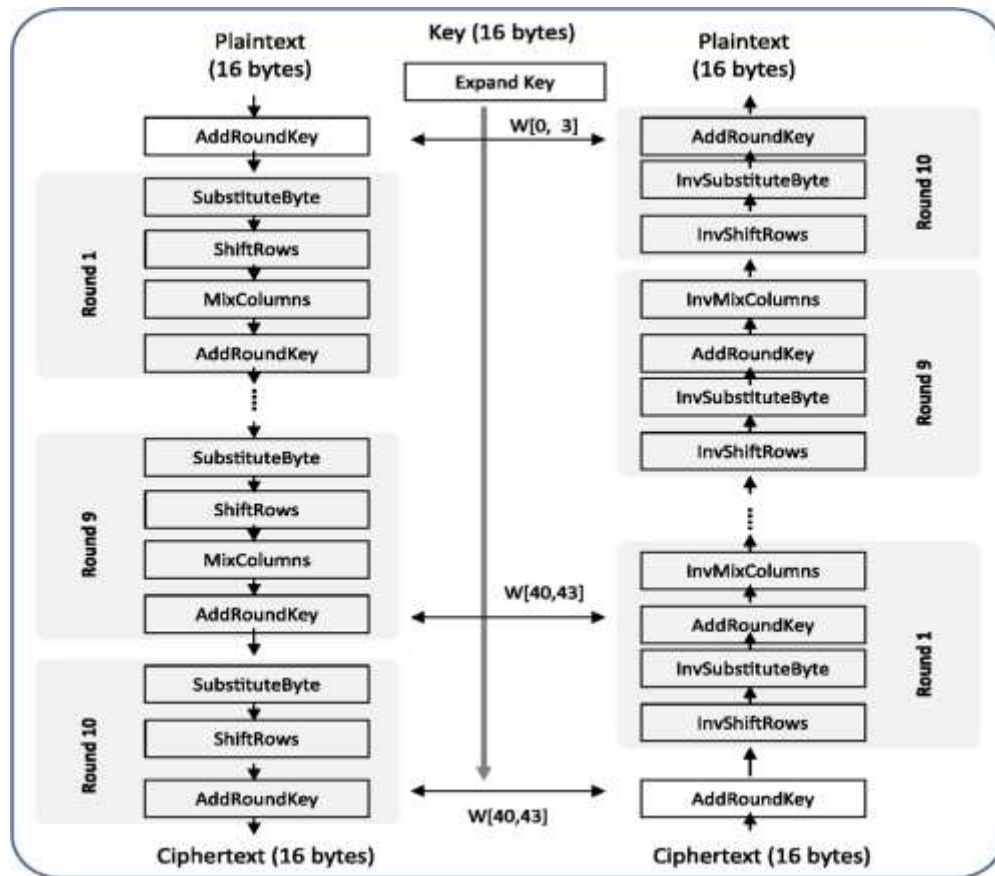 Plaintext
(16 bytes)
AddRoundKey
Round 1
SubstituteByte
ShiftRows
MixColumns
AddRoundKey
Round 9
SubstituteByte
ShiftRows
MixColumns
AddRoundKey
Round 10
SubstituteByte
ShiftRows
AddRoundKey
Ciphertext (16 bytes)
Key (16 bytes)
Expand Key
W[0, 3]
W[40,43]
W[40,43]
Plaintext
(16 bytes)
AddRoundKey
InvSubstituteByte
InvShiftRows
Round 10
InvMixColumns
AddRoundKey
InvSubstituteByte
InvShiftRows
Round 9
InvMixColumns
AddRoundKey
InvSubstituteByte
InvShiftRows
Round 1
AddRoundKey
Ciphertext (16 bytes)